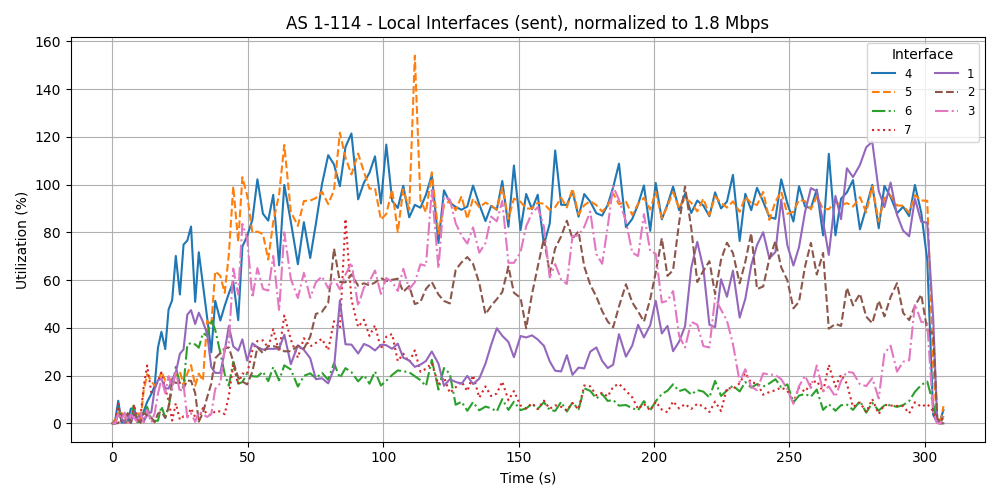 AS 1-114 - Local Interfaces (sent), normalized to 1.8 Mbps
Utilization (%)
160
140
120
100
80
60
40
20
0
0 50 100 150 200 250 300
Time (s)
Interface
4 1
5 2
6 3
7